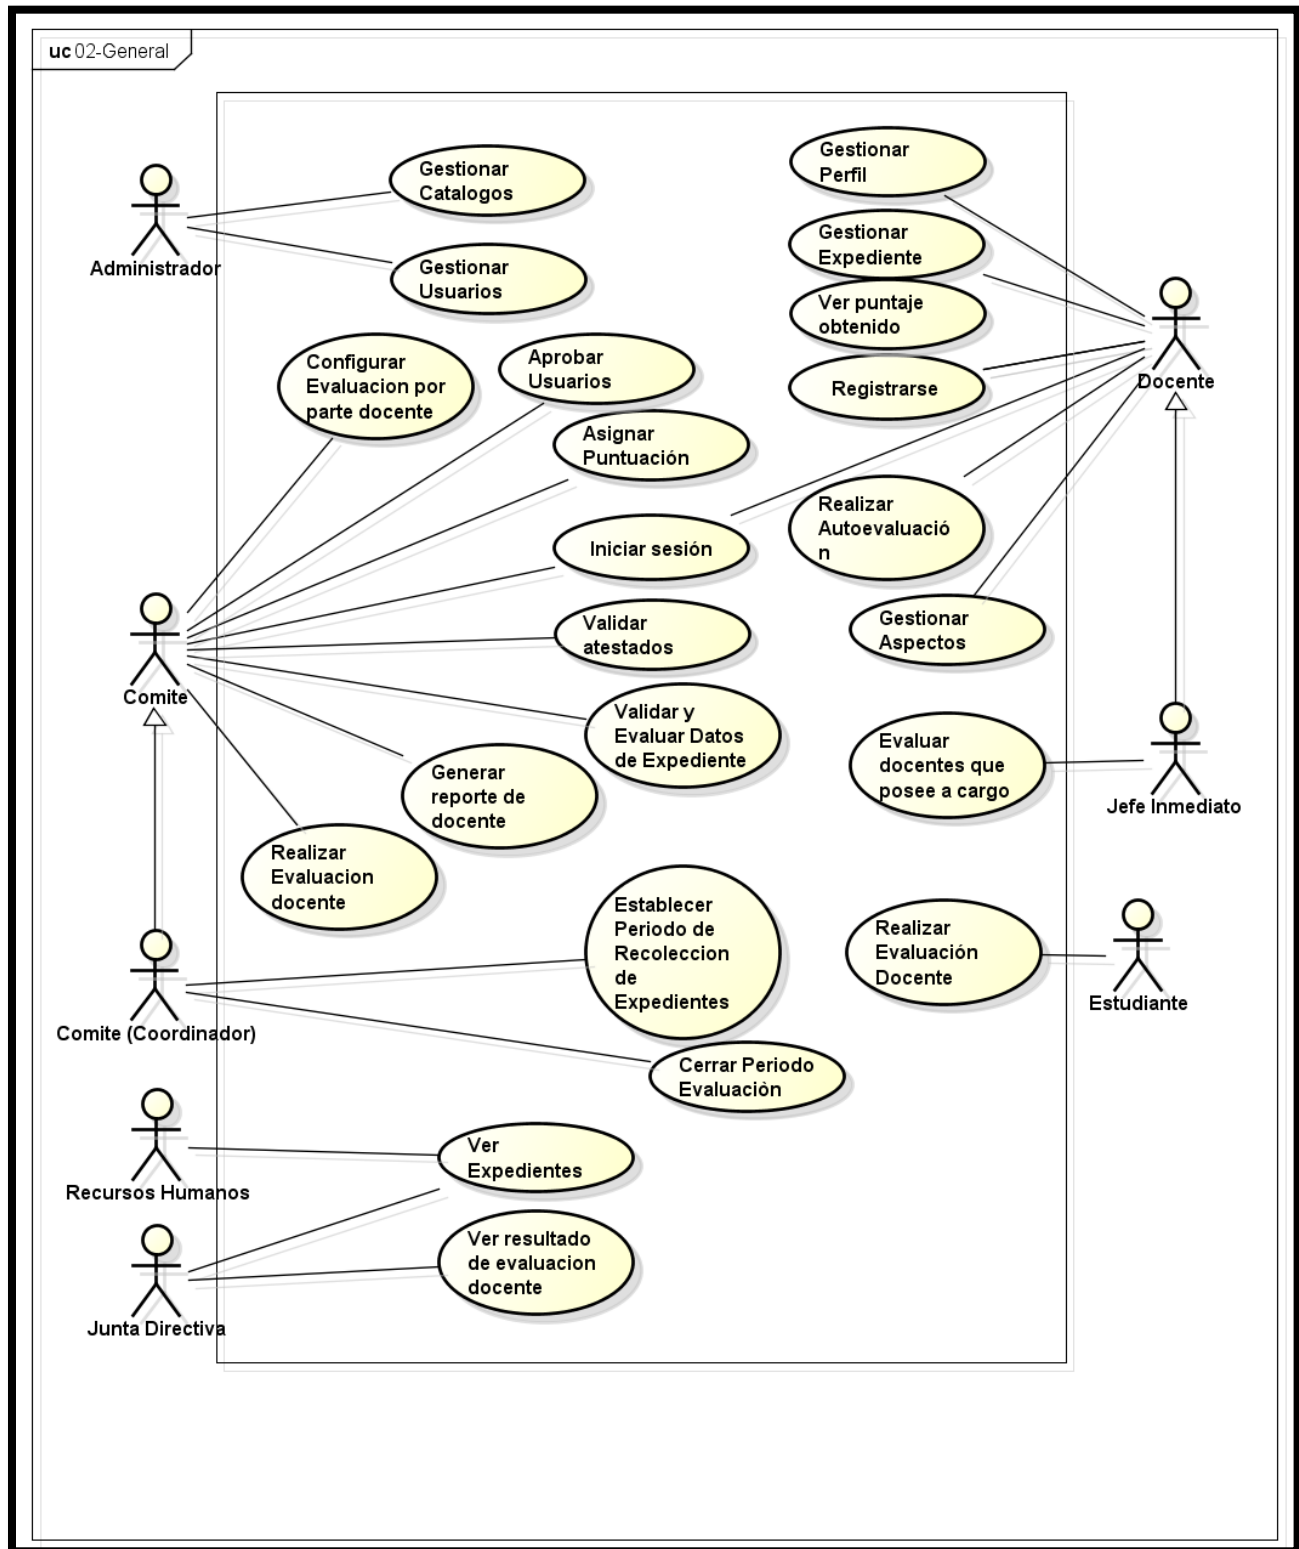 uc 02-General
Administrador
Gestionar
Catalogos
Gestionar
Usuarios
Gestionar
Perfil
Gestionar
Expediente
Ver puntaje
obtenido
Registrarse
Docente
Configurar
Evaluacion por
parte docente
Aprobar
Usuarios
Asignar
Puntuación
Iniciar sesión
Realizar
Autoevaluació
n
Validar
atestados
Gestionar
Aspectos
Comite
Validar y
Evaluar Datos
de Expediente
Evaluar
docentes que
posee a cargo
Jefe Inmediato
Generar
reporte de
docente
Realizar
Evaluacion
docente
Establecer
Periodo de
Recoleccion
de
Expedientes
Realizar
Evaluación
Docente
Estudiante
Comite (Coordinador)
Cerrar Periodo
Evaluaciòn
Recursos Humanos
Ver
Expedientes
Ver resultado
de evaluacion
docente
Junta Directiva